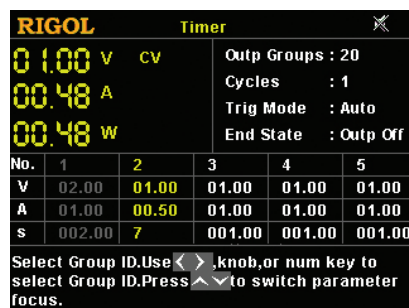 RIGOL Timer
01.00 V CV
00.48 A
00.48 W
Outp Groups : 20
Cycles : 1
Trig Mode : Auto
End State : Outp Off
No. 1 2 3 4 5
V 02.00 01.00 01.00 01.00 01.00
A 01.00 00.50 01.00 01.00 01.00
s 002.00 7 001.00 001.00 001.00
Select Group ID.Use < > ,knob,or num key to
select Group ID.Press to switch parameter
focus.